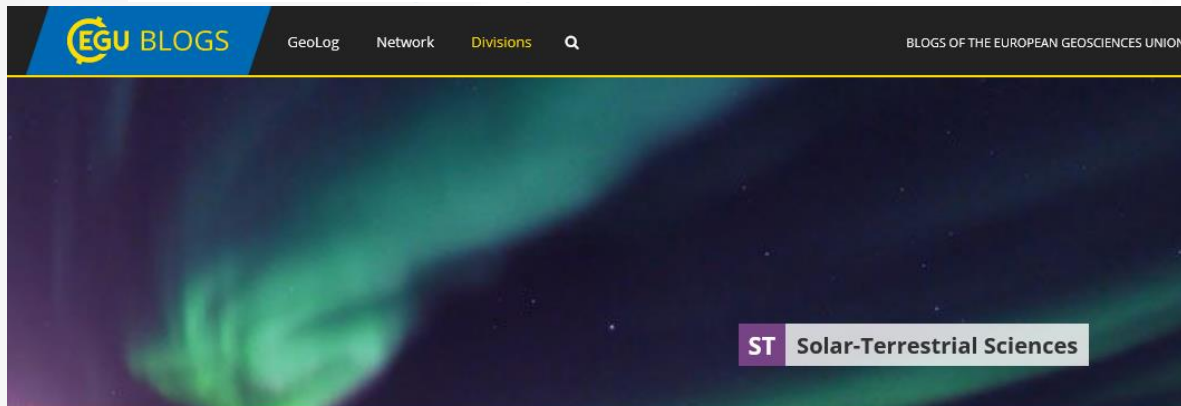 EGU BLOGS GeoLog Network Divisions BLOGS OF THE EUROPEAN GEOSCIENCES UNION
ST Solar-Terrestrial Sciences